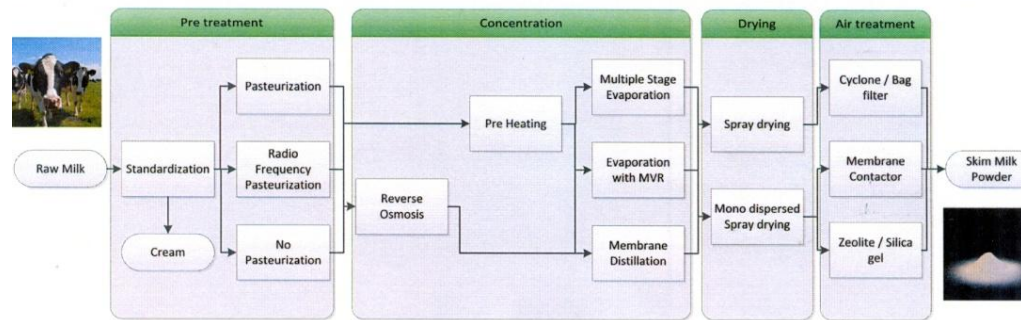 Pre treatment
Concentration
Drying
Air treatment
Raw Milk
Standardization
Cream
Pasteurization
Radio
Frequency
Pasteurization
No
Pasteurization
Reverse
Osmosis
Pre Heating
Multiple Stage
Evaporation
Evaporation
with MVR
Membrane
Distillation
Spray drying
Mono dispersed
Spray drying
Cyclone / Bag
filter
Membrane
Contactor
Zeolite / Silica
gel
Skim Milk
Powder